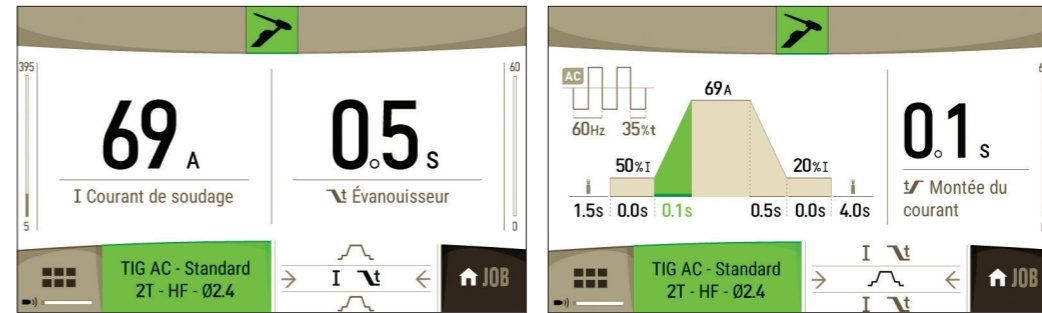 395
60
69 A
0.5 s
I Courant de soudage
t Évanouisseur
5
0
TIG AC - Standard
2T - HF - Ø2.4
I t
JOB
AC
69A
60Hz 35%t
50%I
20%I
1.5s 0.0s 0.1s 0.5s 0.0s 4.0s
0.1 s
t Montée du
courant
TIG AC - Standard
2T - HF - Ø2.4
I t
I t
JOB